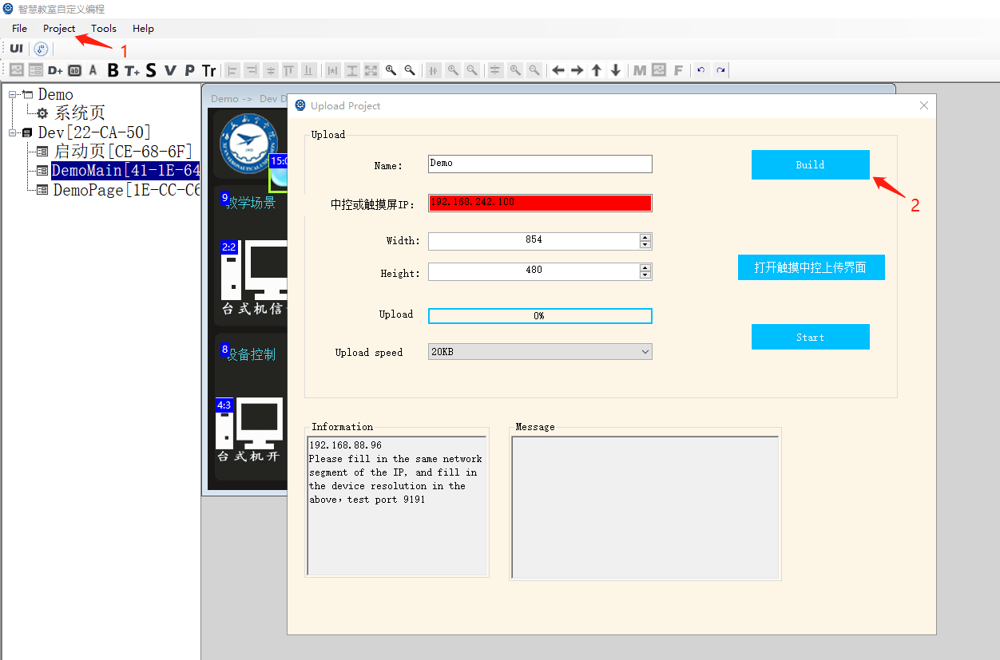 智慧教室自定义编程
File Project Tools Help
1
UI
D+ ab A B T+ S V P Tr M F
Demo
系统页
Dev[22-CA-50]
启动页[CE-68-6F]
DemoMain[41-1E-64
DemoPage[1E-CC-C6
Demo -> Dev D
15:0
9
教学场景
2:2
台式机信
8
设备控制
4:3
台式机开
Upload Project
Upload
Name: Demo
Build
2
中控或触摸屏IP: 192.168.242.100
Width: 854
打开触摸中控上传界面
Height: 480
Upload 0%
Start
Upload speed 20KB
Information
192.168.88.96
Please fill in the same network
segment of the IP, and fill in
the device resolution in the
above，test port 9191
Message